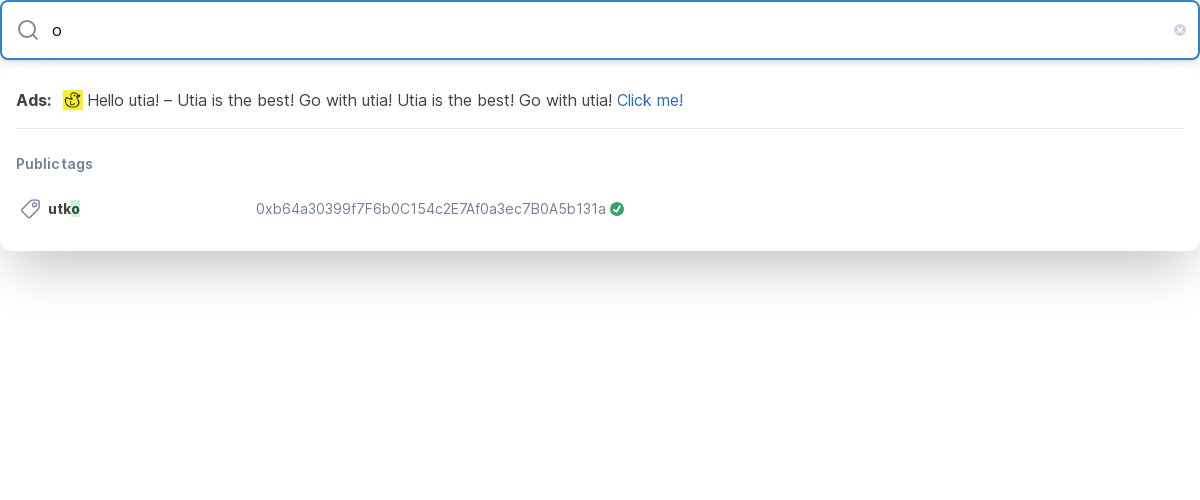 o
Ads: Hello utia! – Utia is the best! Go with utia! Utia is the best! Go with utia! Click me!
Public tags
utko 0xb64a30399f7F6b0C154c2E7Af0a3ec7B0A5b131a